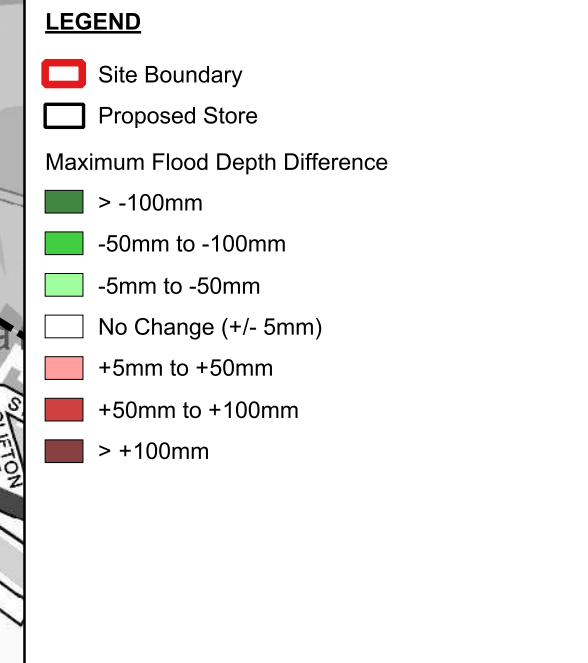 LEGEND
Site Boundary
Proposed Store
Maximum Flood Depth Difference
> -100mm
-50mm to -100mm
-5mm to -50mm
No Change (+/- 5mm)
+5mm to +50mm
+50mm to +100mm
> +100mm